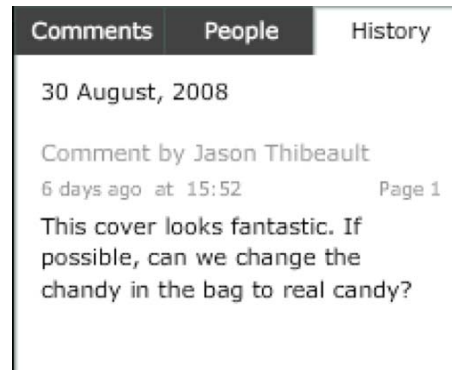 Comments People History
30 August, 2008
Comment by Jason Thibeault
6 days ago at 15:52 Page 1
This cover looks fantastic. If
possible, can we change the
chandy in the bag to real candy?